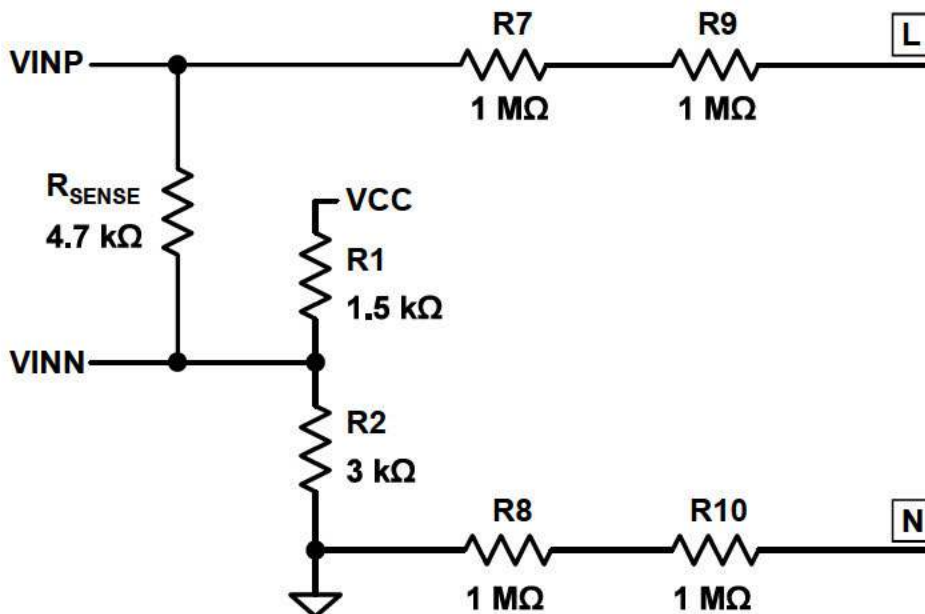 R7
R9
L
VINP
1 MΩ
1 MΩ
R_SENSE
4.7 kΩ
VCC
R1
1.5 kΩ
VINN
R2
3 kΩ
R8
R10
N
1 MΩ
1 MΩ